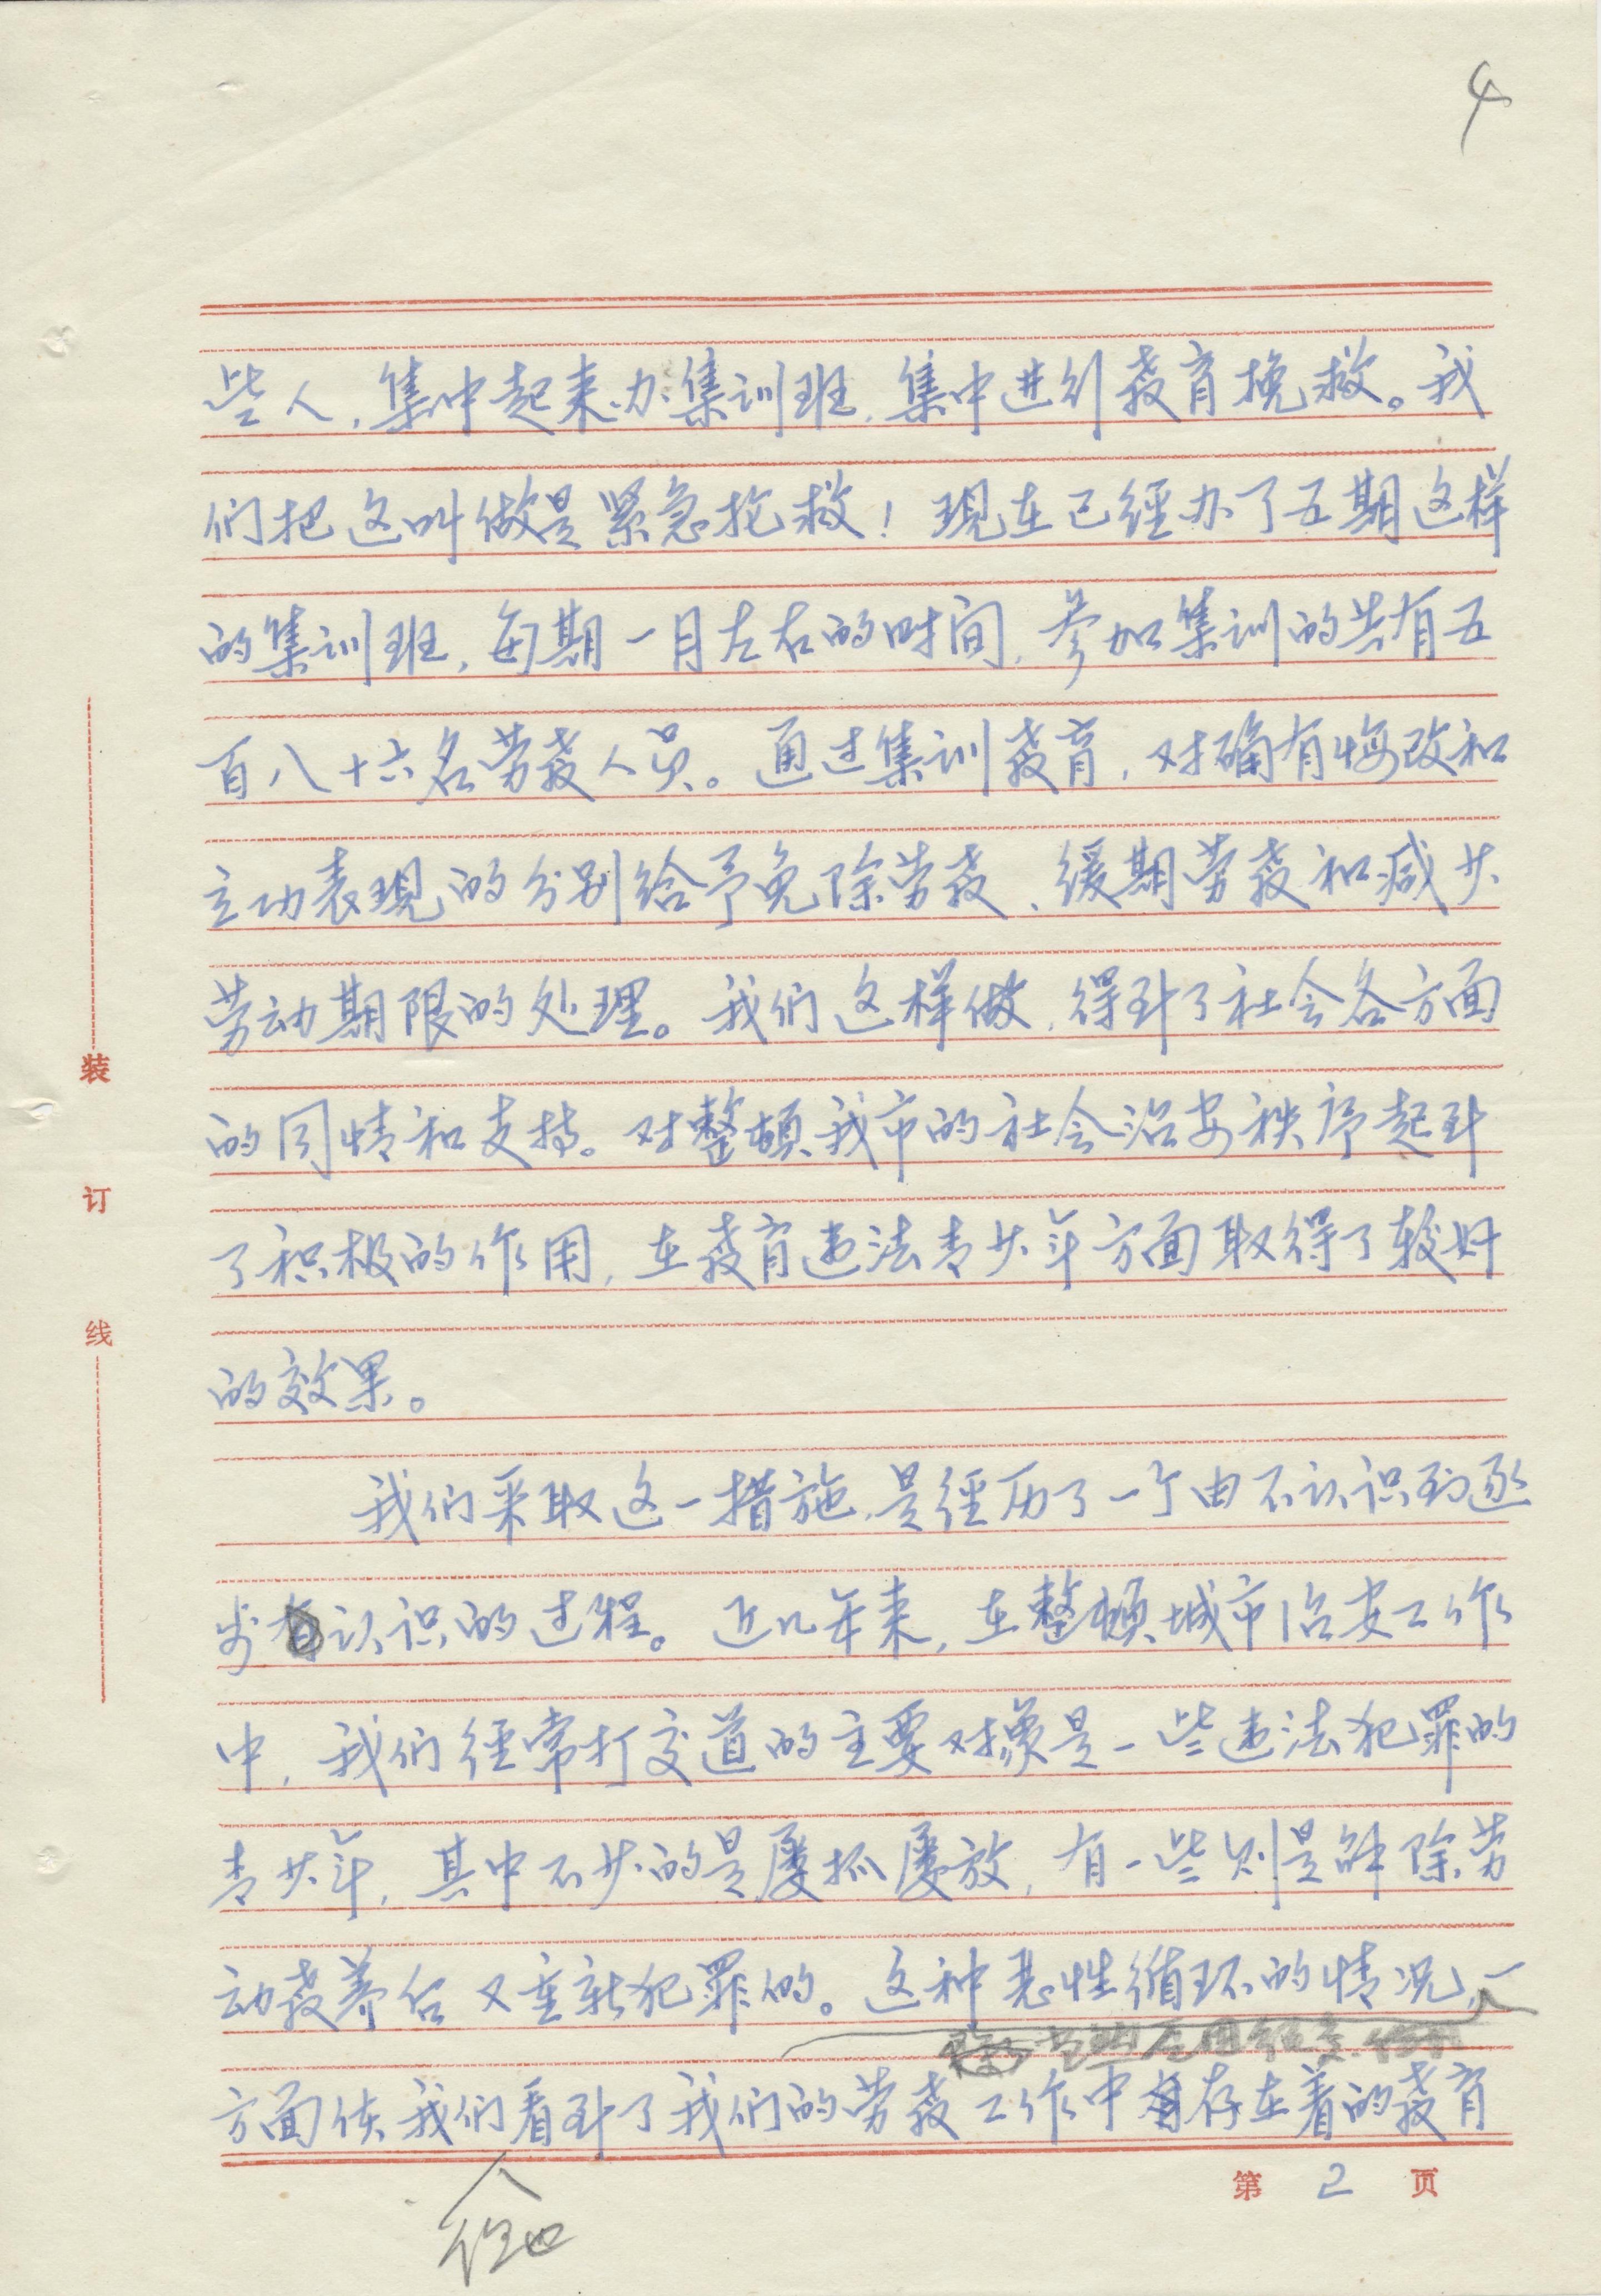 4
些人，集中起来办集训班，集中进行教育挽救。我
们把这叫做是紧急抢救！现在已经办了五期这样
的集训班，每期一月左右的时间，参加集训的共有五
百八十六名劳教人员。通过集训教育，对确有悔改和
立功表现的分别给予免除劳教、缓期劳教和减少
劳动期限的处理。我们这样做，得到了社会各方面
的同情和支持。对整顿我市的社会治安秩序起到
了积极的作用，在教育违法青少年方面取得了较好
的效果。
我们采取这一措施，是经历了一个由不认识到逐
步有认识的过程。近几年来，在整顿城市治安工作
中，我们经常打交道的主要对象是一些违法犯罪的
青少年，其中不少的是屡抓屡放，有一些则是解除劳
动教养后又重新犯罪的。这种恶性循环的情况，一
方面使我们看到了我们的劳教工作中存在着的教育
装
订
线
第 2 页